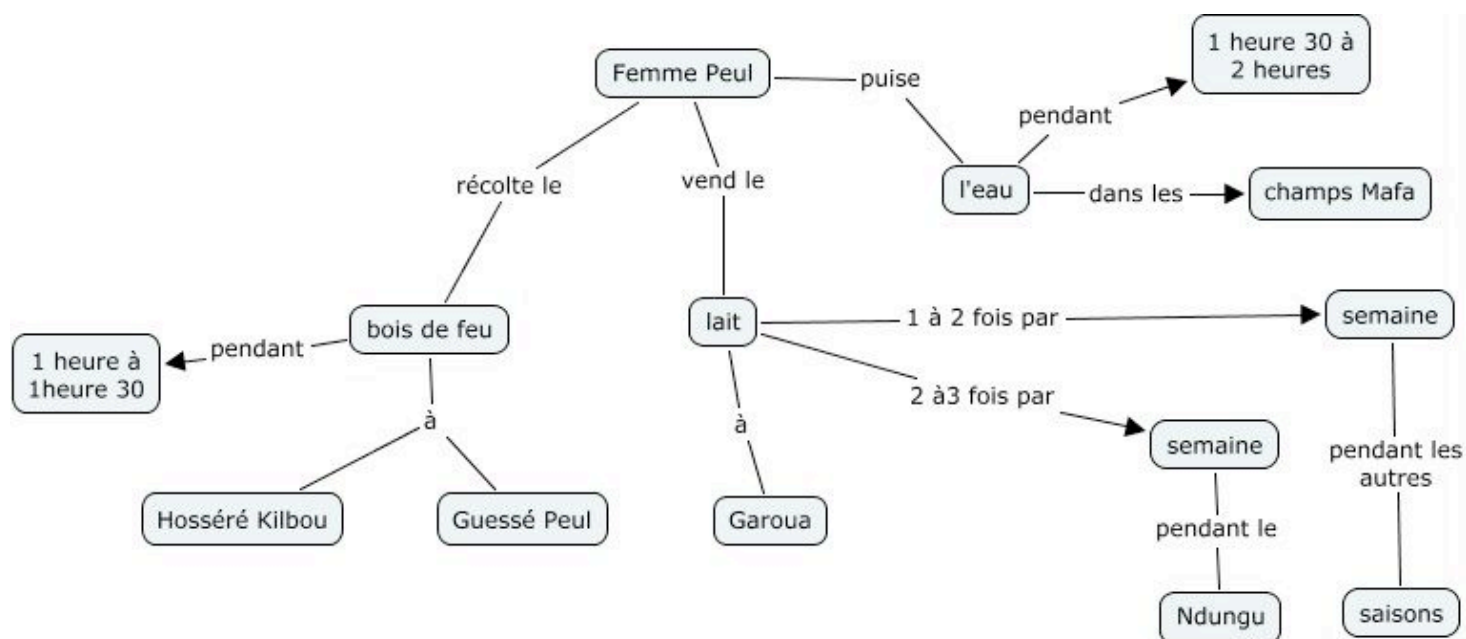 1 heure 30 à
2 heures
Femme Peul
puise
pendant
récolte le
vend le
l'eau
dans les
champs Mafa
bois de feu
lait
1 à 2 fois par
semaine
1 heure à
1heure 30
pendant
2 à3 fois par
à
à
semaine
pendant les
autres
Hosséré Kilbou
Guessé Peul
Garoua
pendant le
Ndungu
saisons